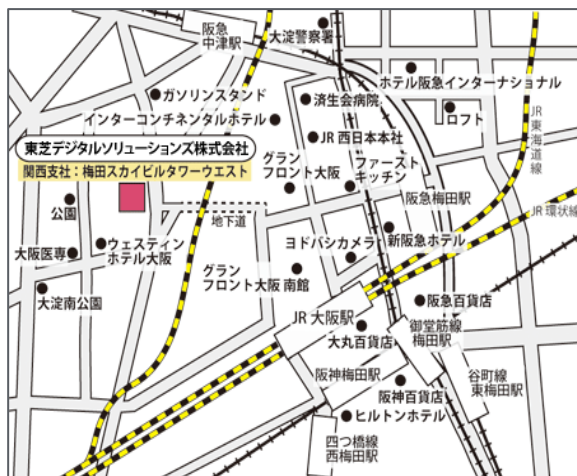 阪急
中津駅
大淀警察署
ホテル阪急インターナショナル
ガソリンスタンド
済生会病院
ロフト
インターコンチネンタルホテル
JR東海道線
東芝デジタルソリューションズ株式会社
JR 西日本本社
関西支社:梅田スカイビルタワーウエスト
グラン
フロント大阪
ファースト
キッチン
阪急梅田駅
公園
JR 環状線
地下道
新阪急ホテル
ウェスティン
ホテル大阪
大阪医専
ヨドバシカメラ
グラン
フロント大阪 南館
大淀南公園
阪急百貨店
JR 大阪駅
御堂筋線
梅田駅
大丸百貨店
阪神梅田駅
谷町線
東梅田駅
阪神百貨店
ヒルトンホテル
四つ橋線
西梅田駅